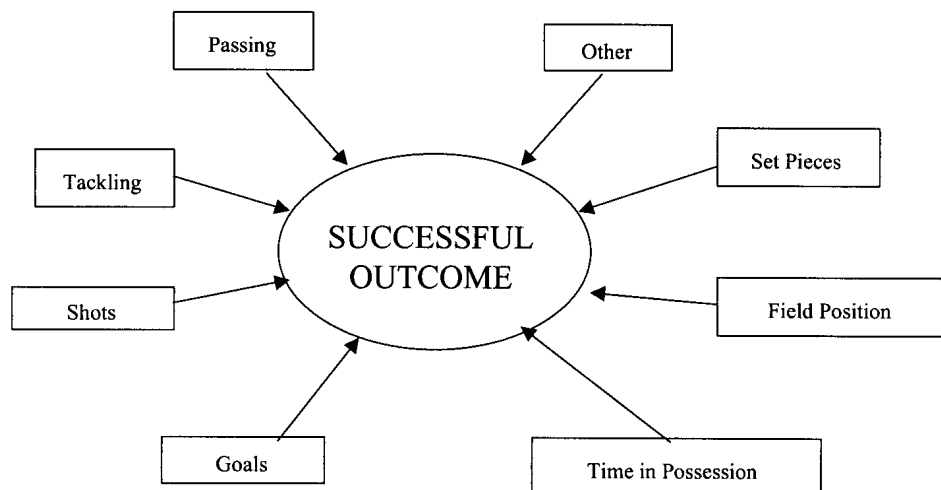 Passing
Other
Tackling
Set Pieces
SUCCESSFUL
OUTCOME
Shots
Field Position
Goals
Time in Possession